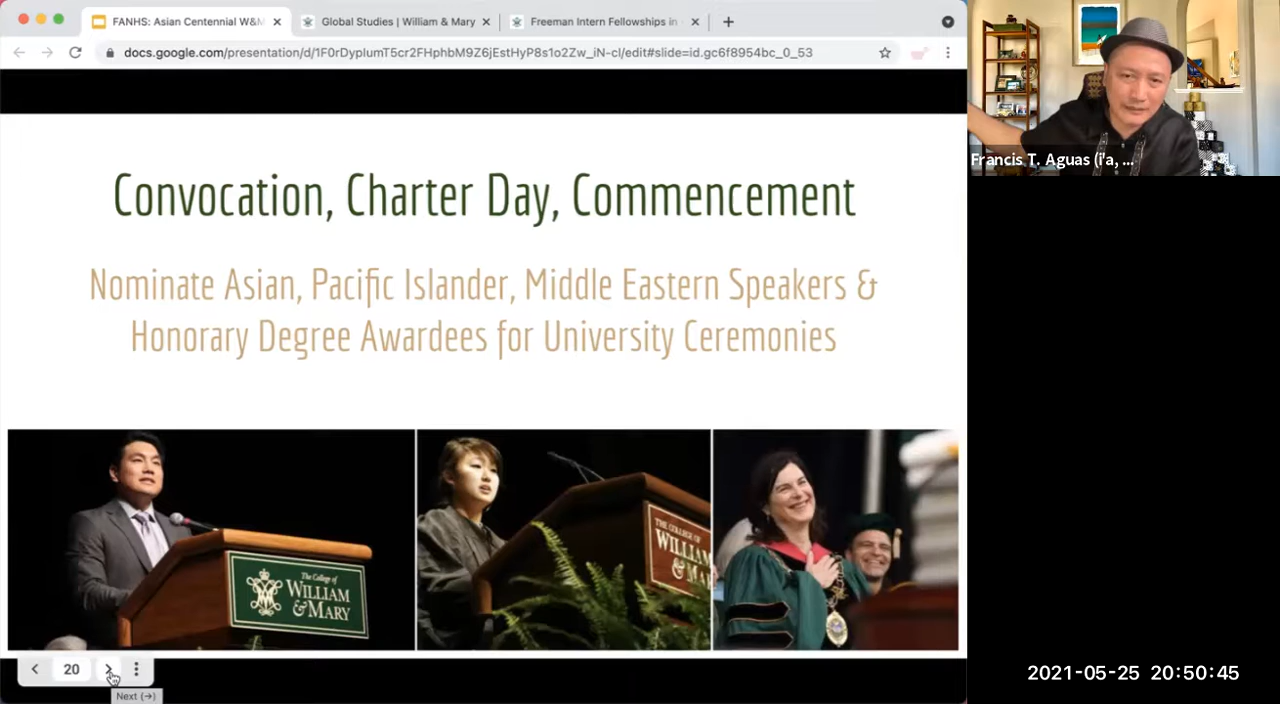 FANHS: Asian Centennial W&M
Global Studies | William & Mary
Freeman Intern Fellowships in
docs.google.com/presentation/d/1F0rDyplumT5cr2FHphbM9Z6jEstHyP8s1o2Zw_iN-cI/edit#slide=id.gc6f8954bc_0_53
Francis T. Aguas (i'a, ...
Convocation, Charter Day, Commencement
Nominate Asian, Pacific Islander, Middle Eastern Speakers &
Honorary Degree Awardees for University Ceremonies
The College of
WILLIAM
& MARY
THE COLLEGE OF
WILLIAM
& MA
20
Next (→)
2021-05-25 20:50:45